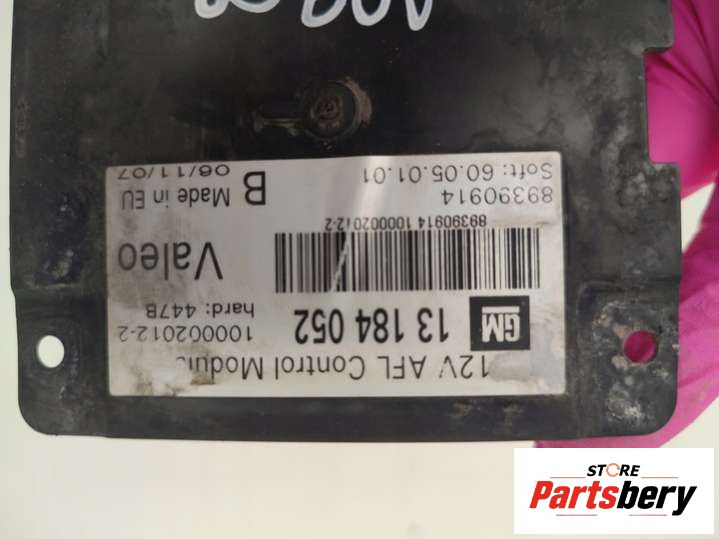 12V AFL Control Modul
GM
13 184 052
100002012-2
hard: 447B
Valeo
89390914 100002012-2
89390914
Soft: 60.05.01.01
B
Made in EU
06/11/07
STORE
Partsbery